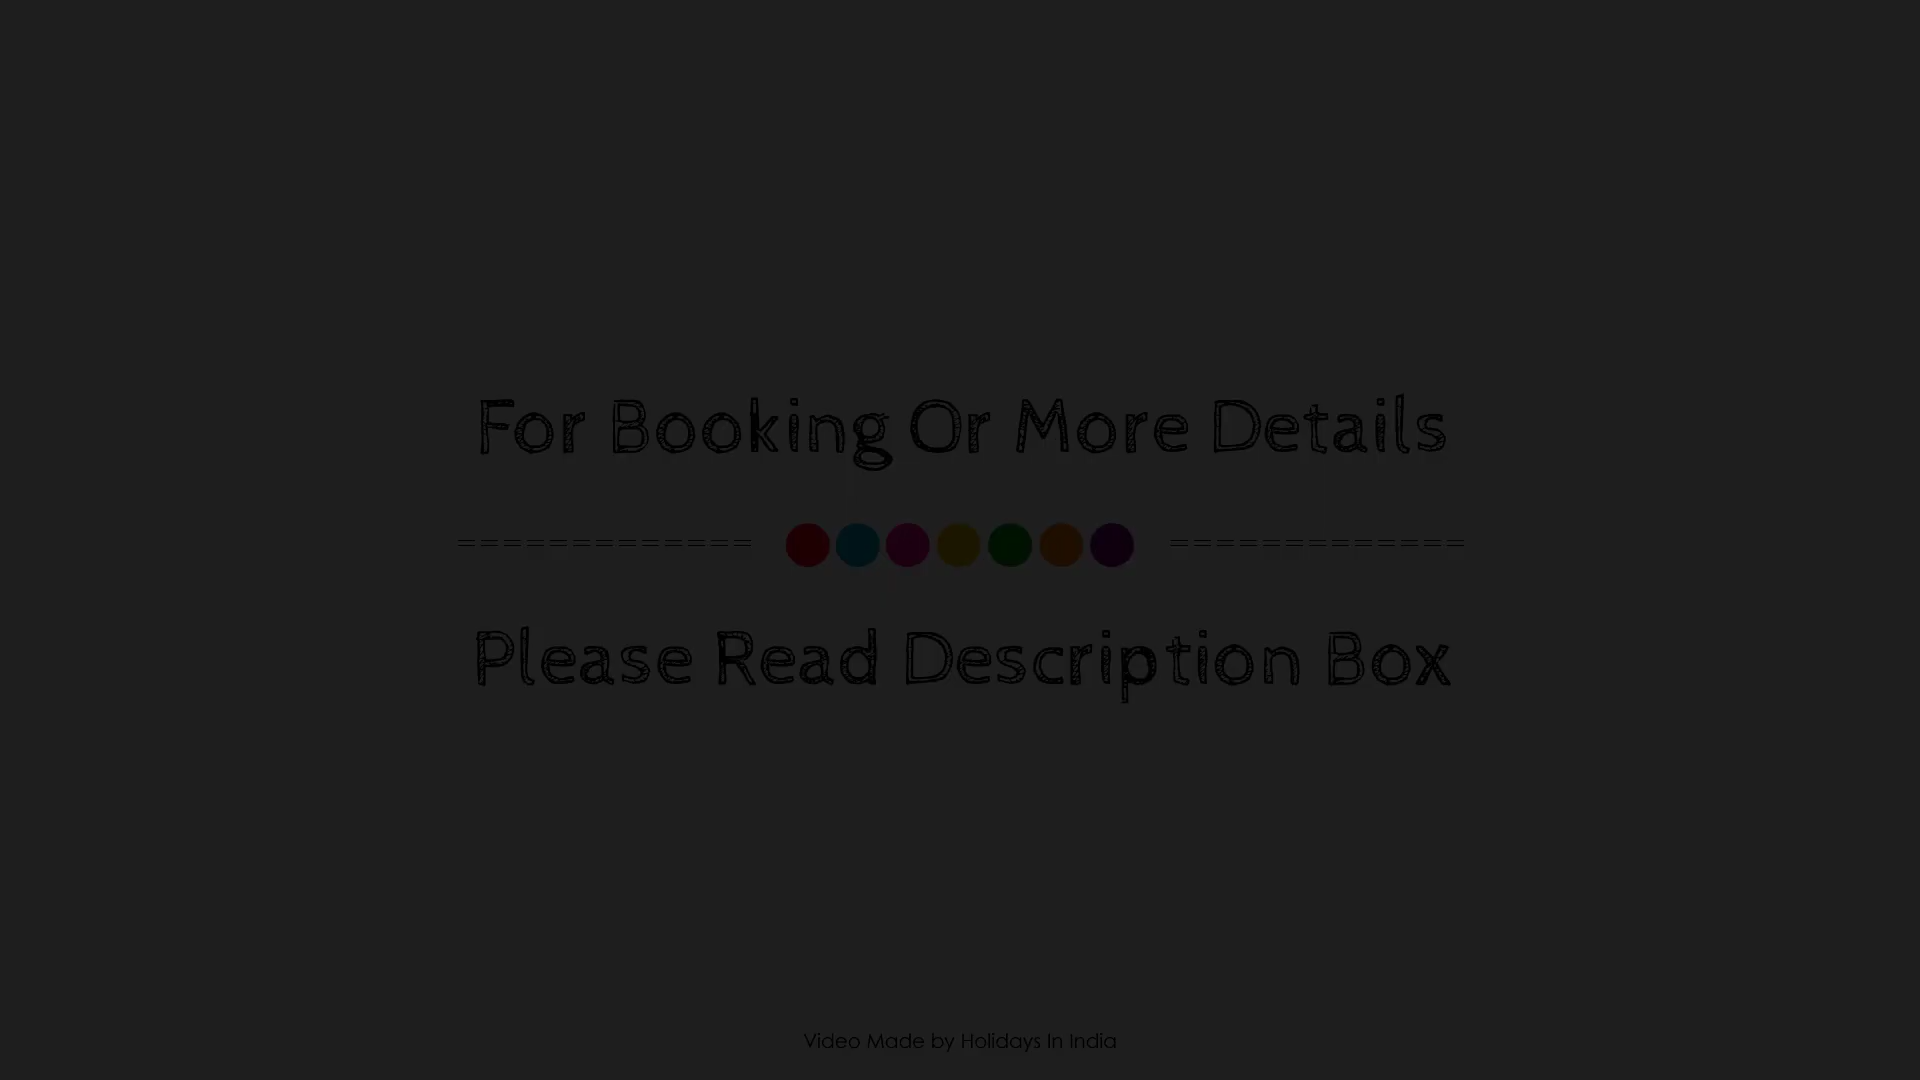 For Booking Or More Details
============= =============
Please Read Description Box
Video Made by Holidays In India